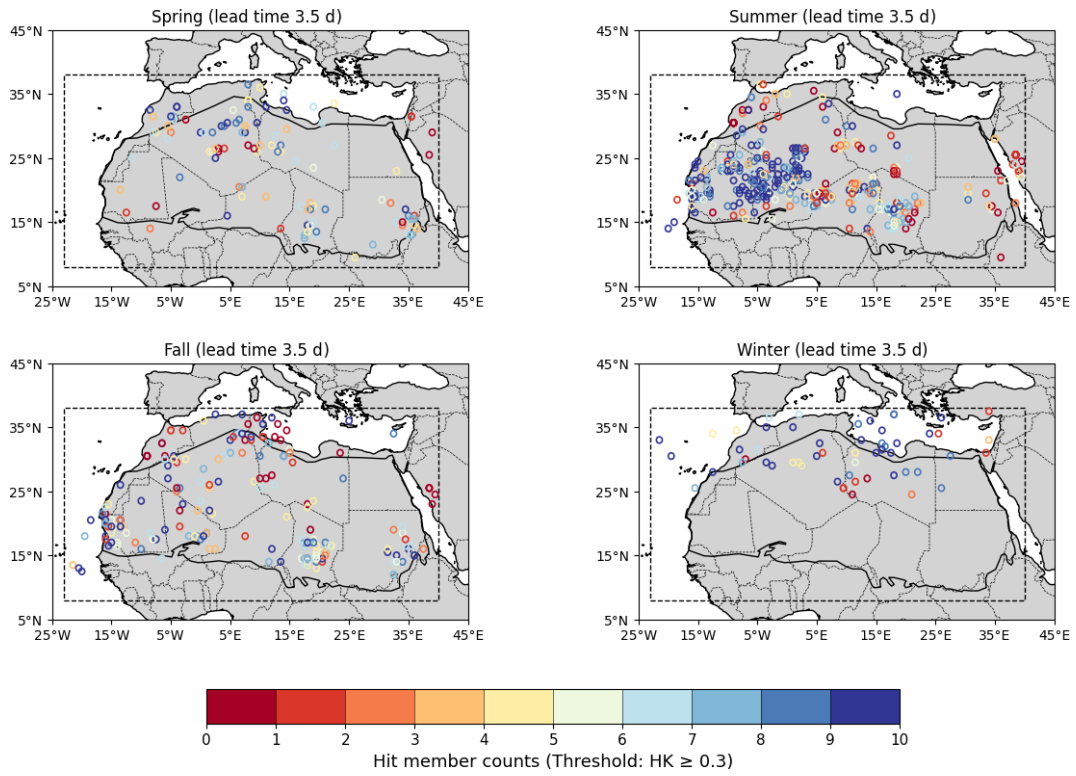 Spring (lead time 3.5 d)
Summer (lead time 3.5 d)
45°N
35°N
25°N
15°N
5°N
25°W 15°W 5°W 5°E 15°E 25°E 35°E 45°E
45°N
35°N
25°N
15°N
5°N
25°W 15°W 5°W 5°E 15°E 25°E 35°E 45°E
Fall (lead time 3.5 d)
Winter (lead time 3.5 d)
45°N
35°N
25°N
15°N
5°N
25°W 15°W 5°W 5°E 15°E 25°E 35°E 45°E
45°N
35°N
25°N
15°N
5°N
25°W 15°W 5°W 5°E 15°E 25°E 35°E 45°E
0 1 2 3 4 5 6 7 8 9 10
Hit member counts (Threshold: HK ≥ 0.3)